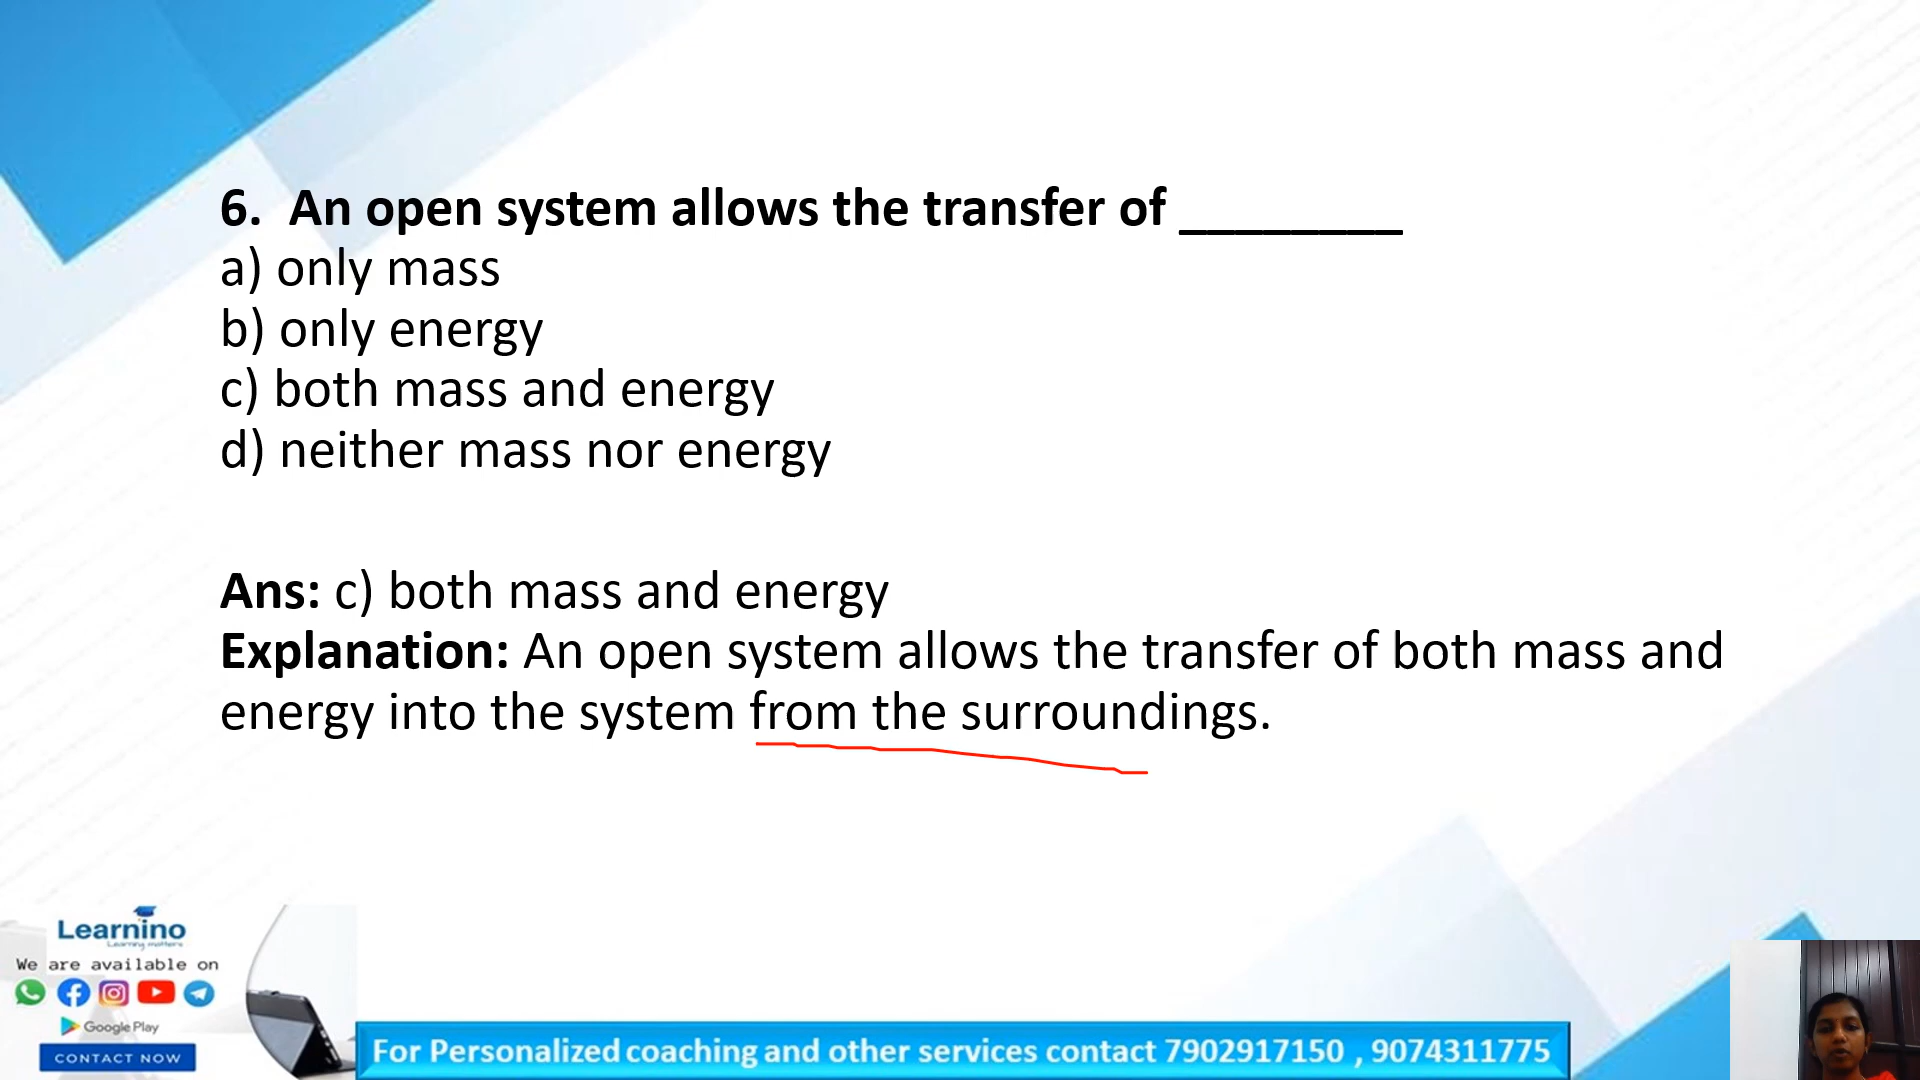 6. An open system allows the transfer of ________
a) only mass
b) only energy
c) both mass and energy
d) neither mass nor energy
Ans: c) both mass and energy
Explanation: An open system allows the transfer of both mass and
energy into the system from the surroundings.
Learnino
Learning matters
We are available on
Google Play
CONTACT NOW
For Personalized coaching and other services contact 7902917150 , 9074311775